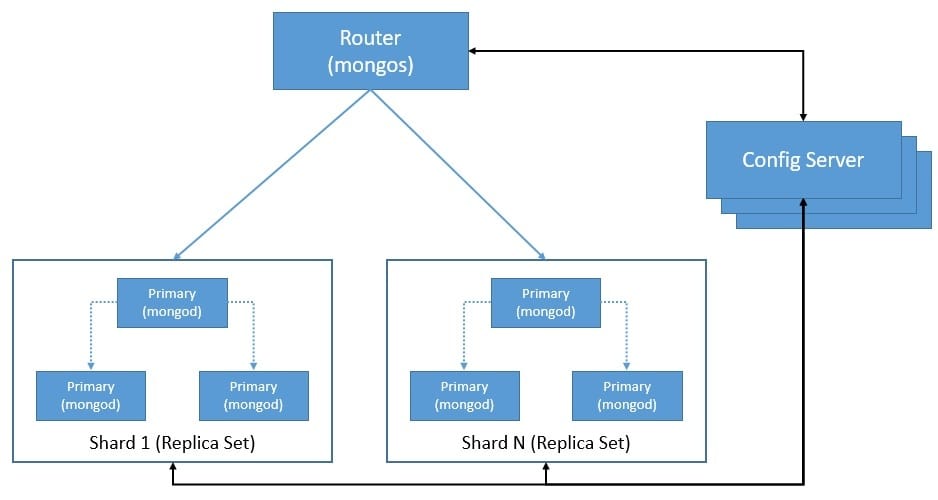 Router
(mongos)
Config Server
Primary
(mongod)
Primary
(mongod)
Primary
(mongod)
Shard 1 (Replica Set)
Primary
(mongod)
Primary
(mongod)
Primary
(mongod)
Shard N (Replica Set)